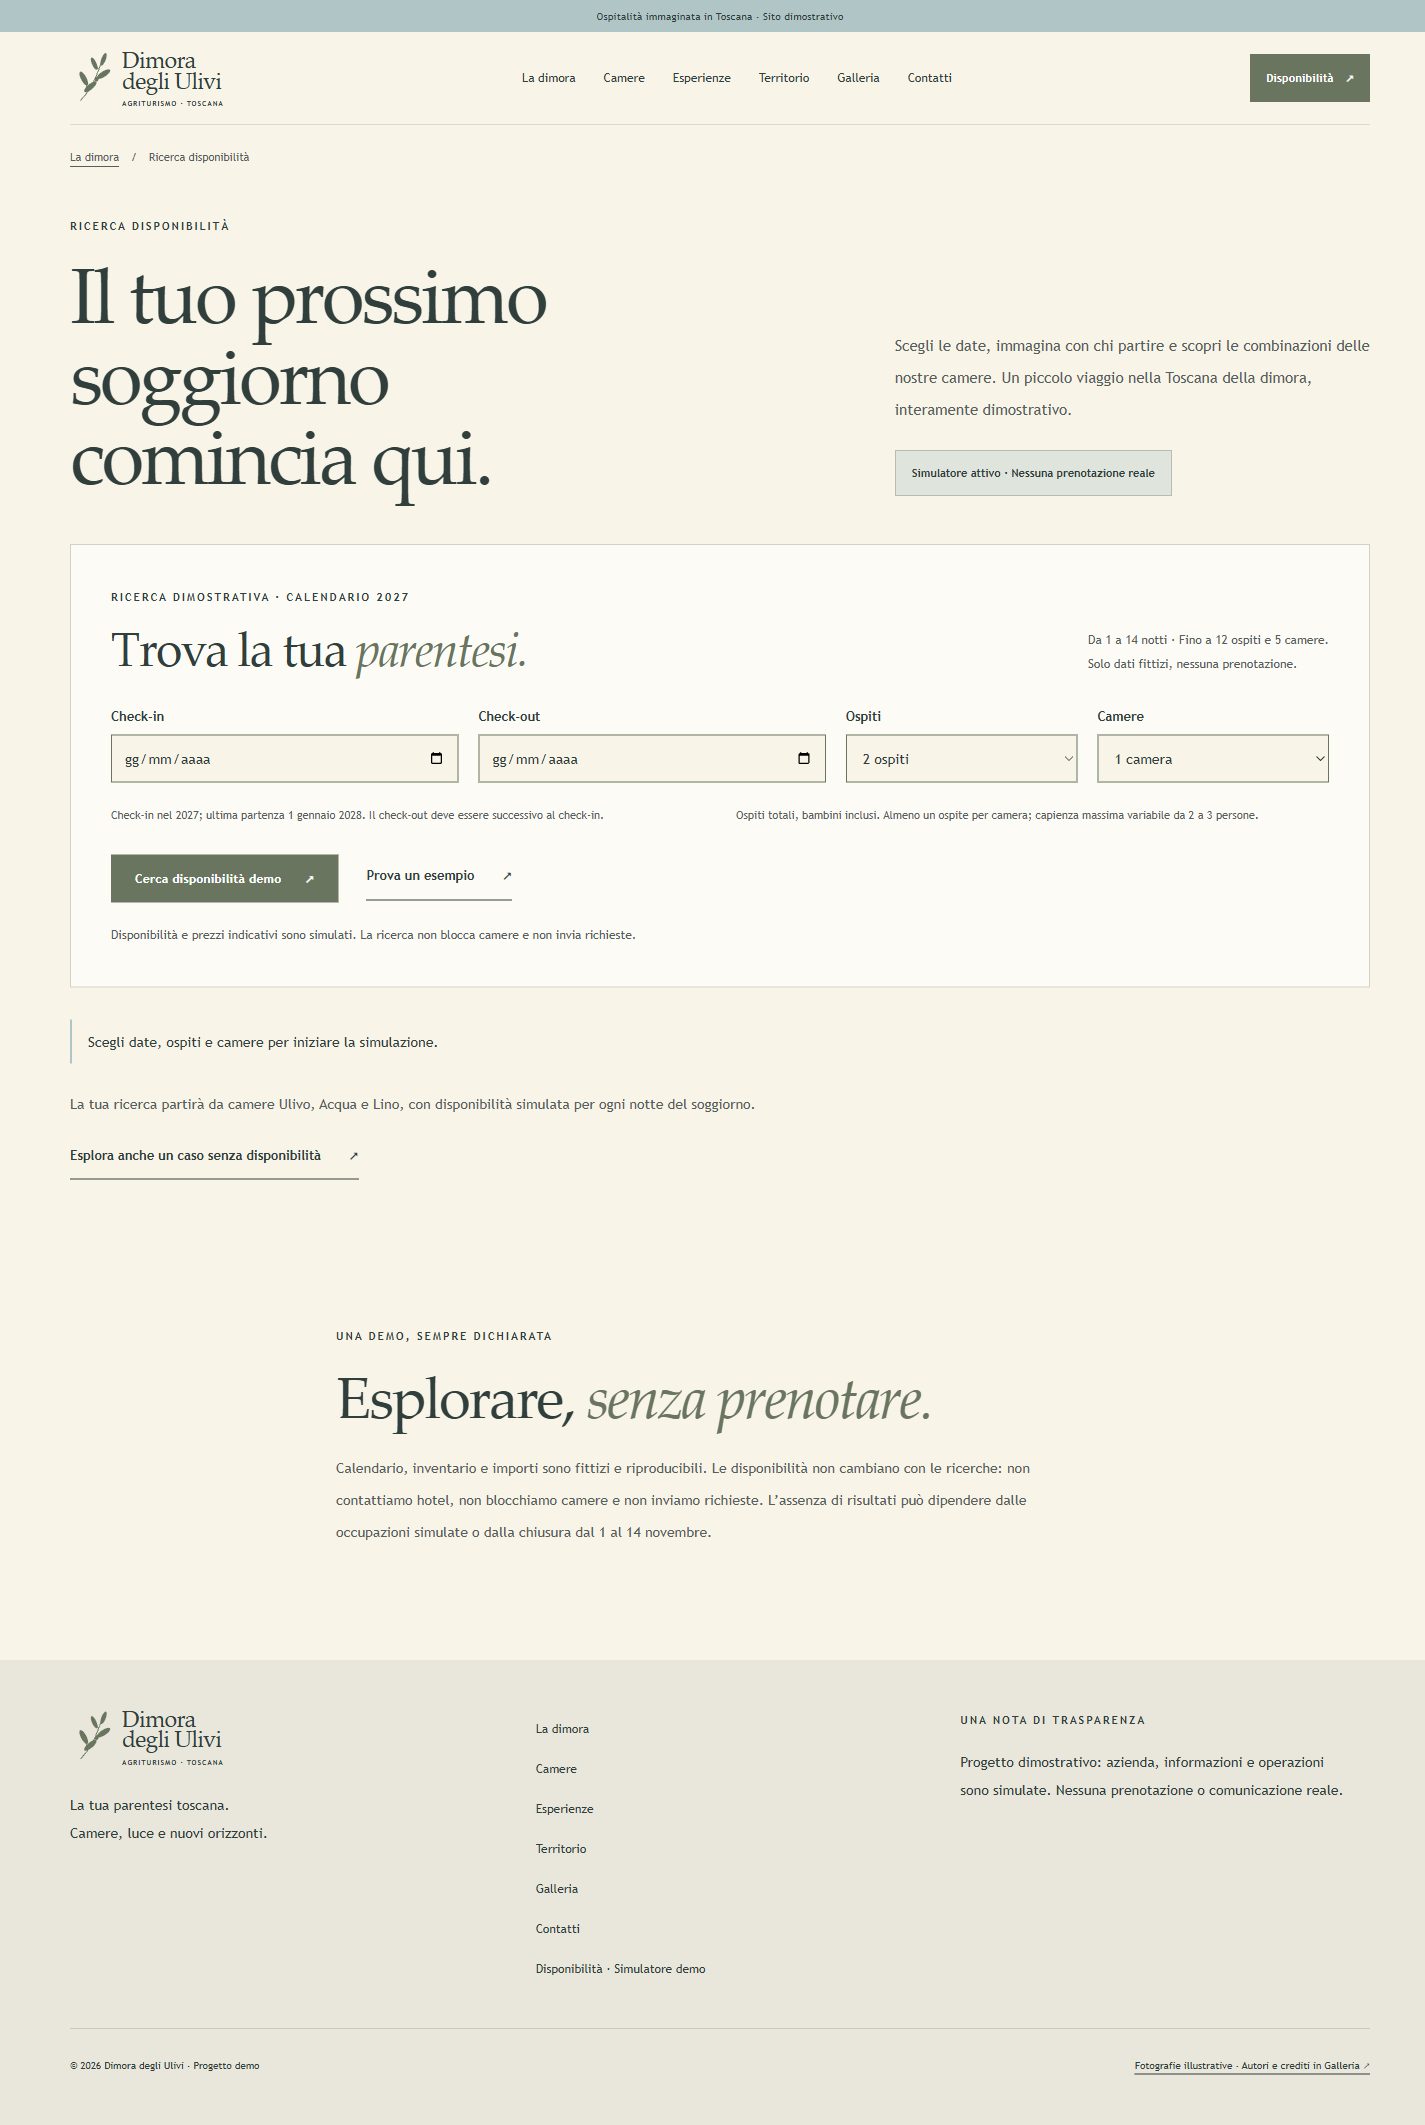 Ospitalità immaginata in Toscana · Sito dimostrativo
Dimora
degli Ulivi
AGRITURISMO · TOSCANA
La dimora Camere Esperienze Territorio Galleria Contatti
Disponibilità ↗
La dimora / Ricerca disponibilità
RICERCA DISPONIBILITÀ
Il tuo prossimo
soggiorno
comincia qui.
Scegli le date, immagina con chi partire e scopri le combinazioni delle
nostre camere. Un piccolo viaggio nella Toscana della dimora,
interamente dimostrativo.
Simulatore attivo · Nessuna prenotazione reale
RICERCA DIMOSTRATIVA · CALENDARIO 2027
Trova la tua parentesi.
Da 1 a 14 notti · Fino a 12 ospiti e 5 camere.
Solo dati fittizi, nessuna prenotazione.
Check-in Check-out Ospiti Camere
gg/mm/aaaa gg/mm/aaaa 2 ospiti 1 camera
Check-in nel 2027; ultima partenza 1 gennaio 2028. Il check-out deve essere successivo al check-in.
Ospiti totali, bambini inclusi. Almeno un ospite per camera; capienza massima variabile da 2 a 3 persone.
Cerca disponibilità demo ↗ Prova un esempio ↗
Disponibilità e prezzi indicativi sono simulati. La ricerca non blocca camere e non invia richieste.
Scegli date, ospiti e camere per iniziare la simulazione.
La tua ricerca partirà da camere Ulivo, Acqua e Lino, con disponibilità simulata per ogni notte del soggiorno.
Esplora anche un caso senza disponibilità ↗
UNA DEMO, SEMPRE DICHIARATA
Esplorare, senza prenotare.
Calendario, inventario e importi sono fittizi e riproducibili. Le disponibilità non cambiano con le ricerche: non
contattiamo hotel, non blocchiamo camere e non inviamo richieste. L’assenza di risultati può dipendere dalle
occupazioni simulate o dalla chiusura dal 1 al 14 novembre.
Dimora
degli Ulivi
AGRITURISMO · TOSCANA
La tua parentesi toscana.
Camere, luce e nuovi orizzonti.
La dimora
Camere
Esperienze
Territorio
Galleria
Contatti
Disponibilità · Simulatore demo
UNA NOTA DI TRASPARENZA
Progetto dimostrativo: azienda, informazioni e operazioni
sono simulate. Nessuna prenotazione o comunicazione reale.
© 2026 Dimora degli Ulivi · Progetto demo
Fotografie illustrative · Autori e crediti in Galleria ↗